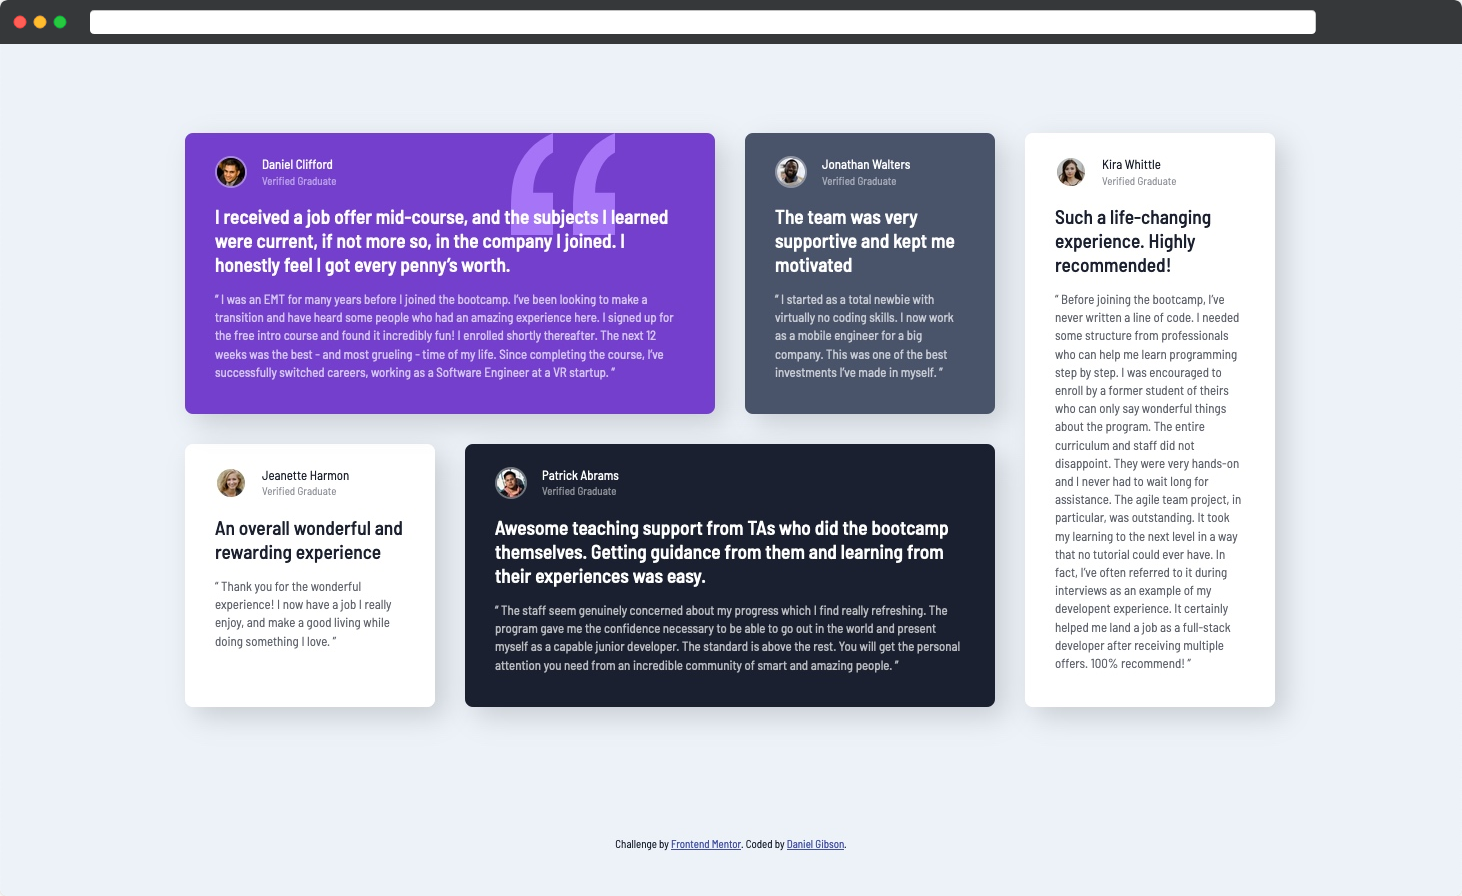 Daniel Clifford
Verified Graduate
I received a job offer mid-course, and the subjects I learned
were current, if not more so, in the company I joined. I
honestly feel I got every penny’s worth.
“ I was an EMT for many years before I joined the bootcamp. I’ve been looking to make a
transition and have heard some people who had an amazing experience here. I signed up for
the free intro course and found it incredibly fun! I enrolled shortly thereafter. The next 12
weeks was the best - and most grueling - time of my life. Since completing the course, I’ve
successfully switched careers, working as a Software Engineer at a VR startup. ”
Jonathan Walters
Verified Graduate
The team was very
supportive and kept me
motivated
“ I started as a total newbie with
virtually no coding skills. I now work
as a mobile engineer for a big
company. This was one of the best
investments I’ve made in myself. ”
Kira Whittle
Verified Graduate
Such a life-changing
experience. Highly
recommended!
“ Before joining the bootcamp, I’ve
never written a line of code. I needed
some structure from professionals
who can help me learn programming
step by step. I was encouraged to
enroll by a former student of theirs
who can only say wonderful things
about the program. The entire
curriculum and staff did not
disappoint. They were very hands-on
and I never had to wait long for
assistance. The agile team project, in
particular, was outstanding. It took
my learning to the next level in a way
that no tutorial could ever have. In
fact, I’ve often referred to it during
interviews as an example of my
developent experience. It certainly
helped me land a job as a full-stack
developer after receiving multiple
offers. 100% recommend! ”
Jeanette Harmon
Verified Graduate
An overall wonderful and
rewarding experience
“ Thank you for the wonderful
experience! I now have a job I really
enjoy, and make a good living while
doing something I love. ”
Patrick Abrams
Verified Graduate
Awesome teaching support from TAs who did the bootcamp
themselves. Getting guidance from them and learning from
their experiences was easy.
“ The staff seem genuinely concerned about my progress which I find really refreshing. The
program gave me the confidence necessary to be able to go out in the world and present
myself as a capable junior developer. The standard is above the rest. You will get the personal
attention you need from an incredible community of smart and amazing people. ”
Challenge by Frontend Mentor. Coded by Daniel Gibson.